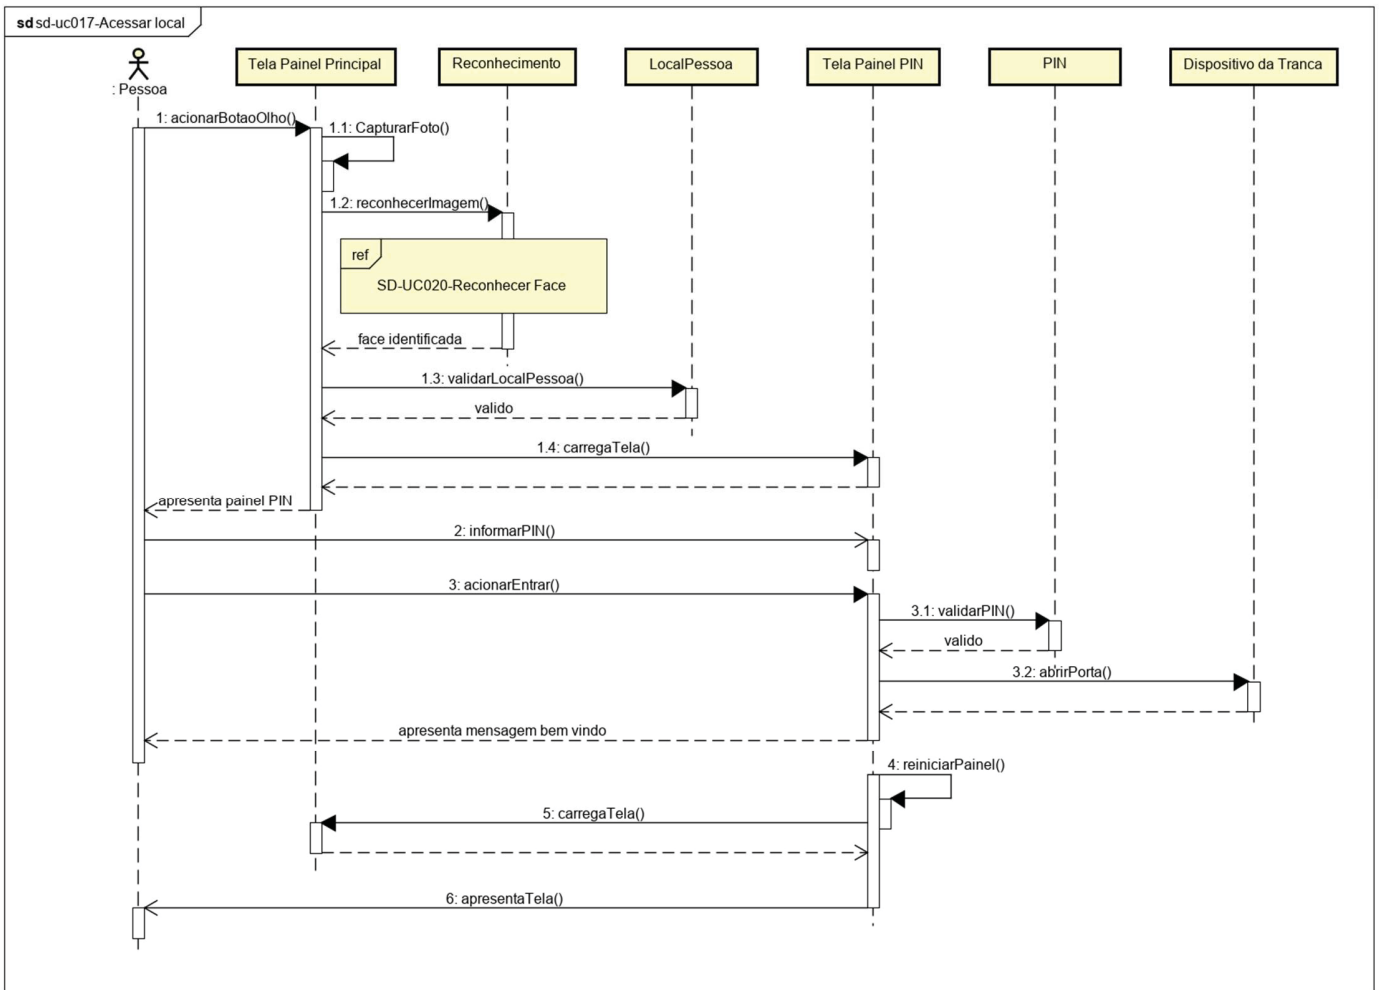 sd sd-uc017-Acessar local
: Pessoa
Tela Painel Principal
Reconhecimento
LocalPessoa
Tela Painel PIN
PIN
Dispositivo da Tranca
1: acionarBotaoOlho()
1.1: CapturarFoto()
1.2: reconhecerImagem()
ref
SD-UC020-Reconhecer Face
face identificada
1.3: validarLocalPessoa()
valido
1.4: carregaTela()
apresenta painel PIN
2: informarPIN()
3: acionarEntrar()
3.1: validarPIN()
valido
3.2: abrirPorta()
apresenta mensagem bem vindo
4: reiniciarPainel()
5: carregaTela()
6: apresentaTela()